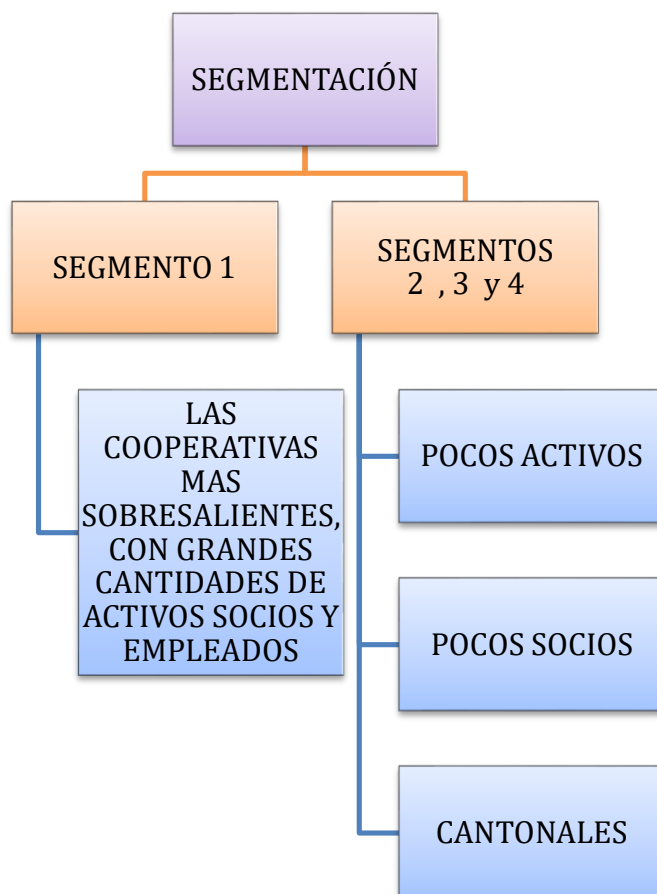 SEGMENTACIÓN
SEGMENTO 1
SEGMENTOS
2 , 3 y 4
LAS
COOPERATIVAS
MAS
SOBRESALIENTES,
CON GRANDES
CANTIDADES DE
ACTIVOS SOCIOS Y
EMPLEADOS
POCOS ACTIVOS
POCOS SOCIOS
CANTONALES